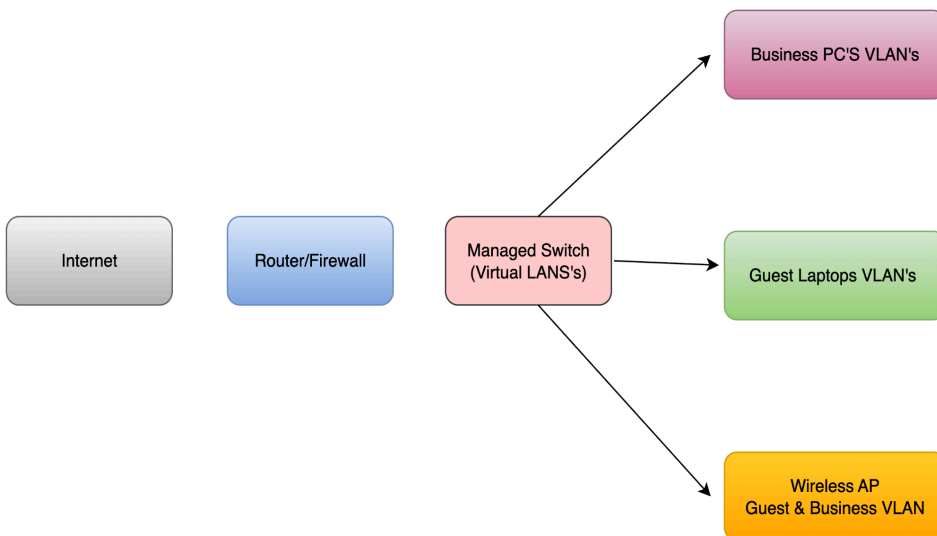 Business PC'S VLAN's
Internet
Router/Firewall
Managed Switch
(Virtual LANS's)
Guest Laptops VLAN's
Wireless AP
Guest & Business VLAN